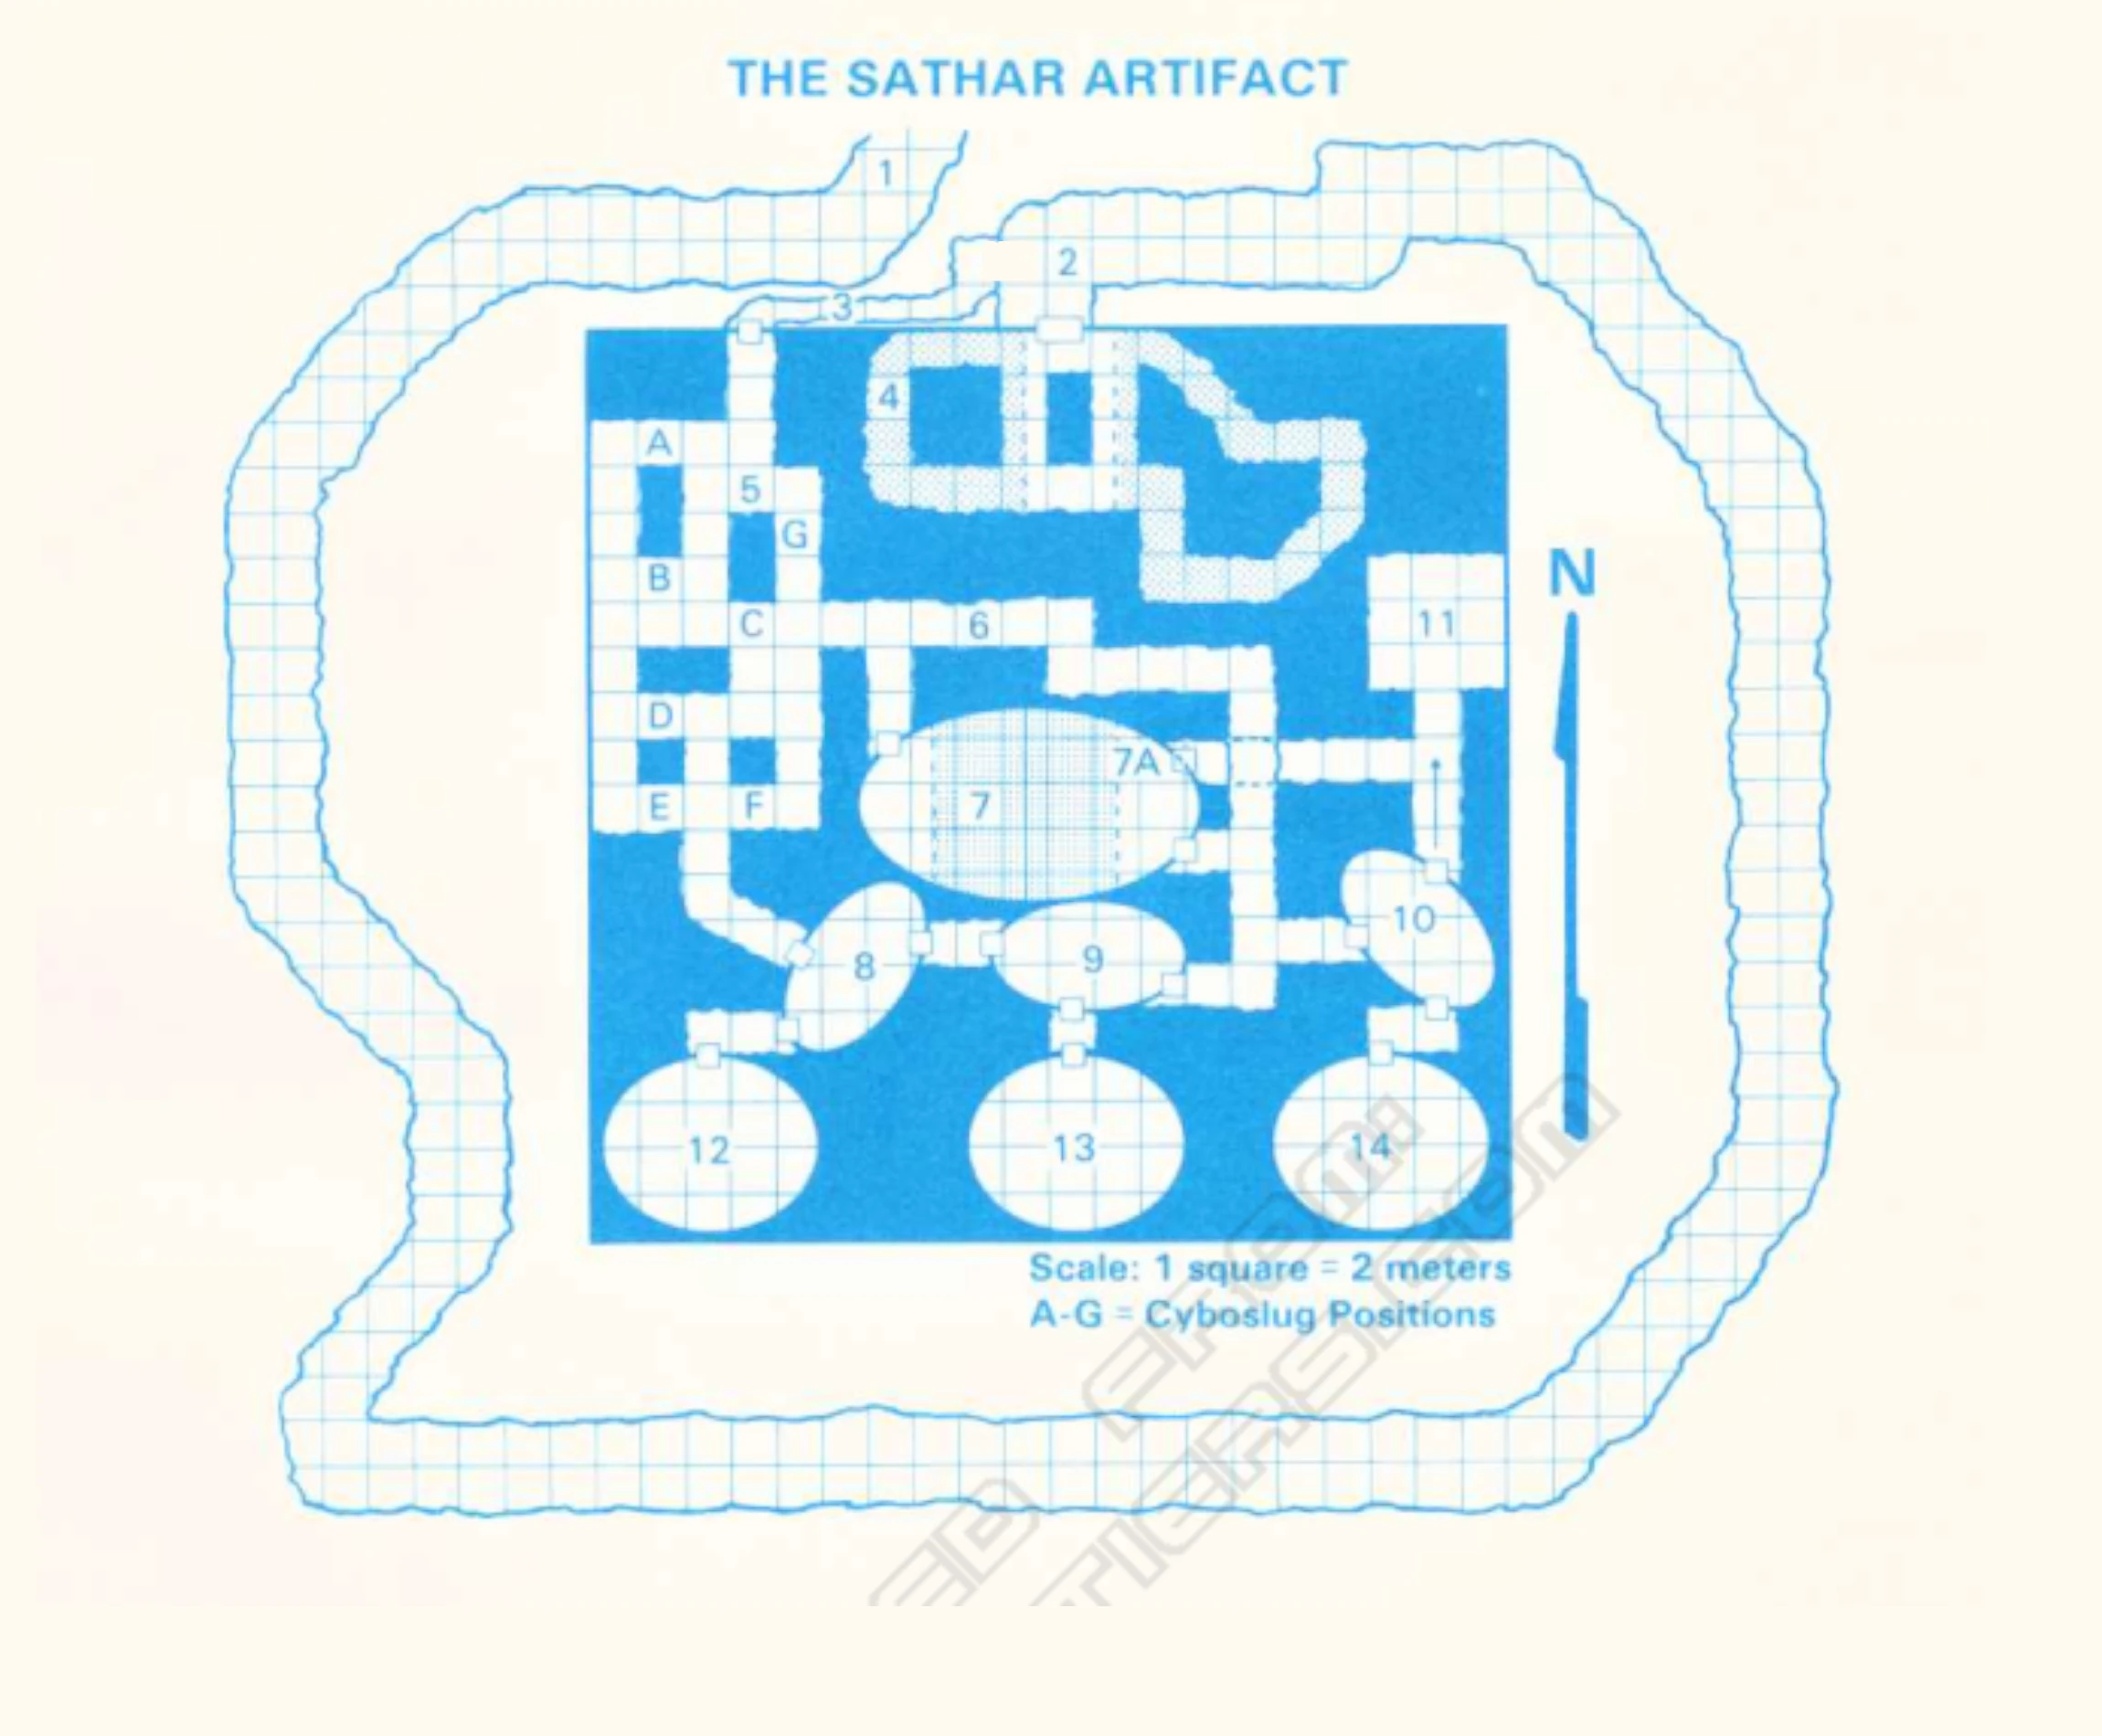 THE SATHAR ARTIFACT
1
2
3
4
A
5
G
N
B
C
6
11
D
7A
E
F
7
10
8
9
12
13
14
Scale: 1 square = 2 meters
A-G = Cyboslug Positions